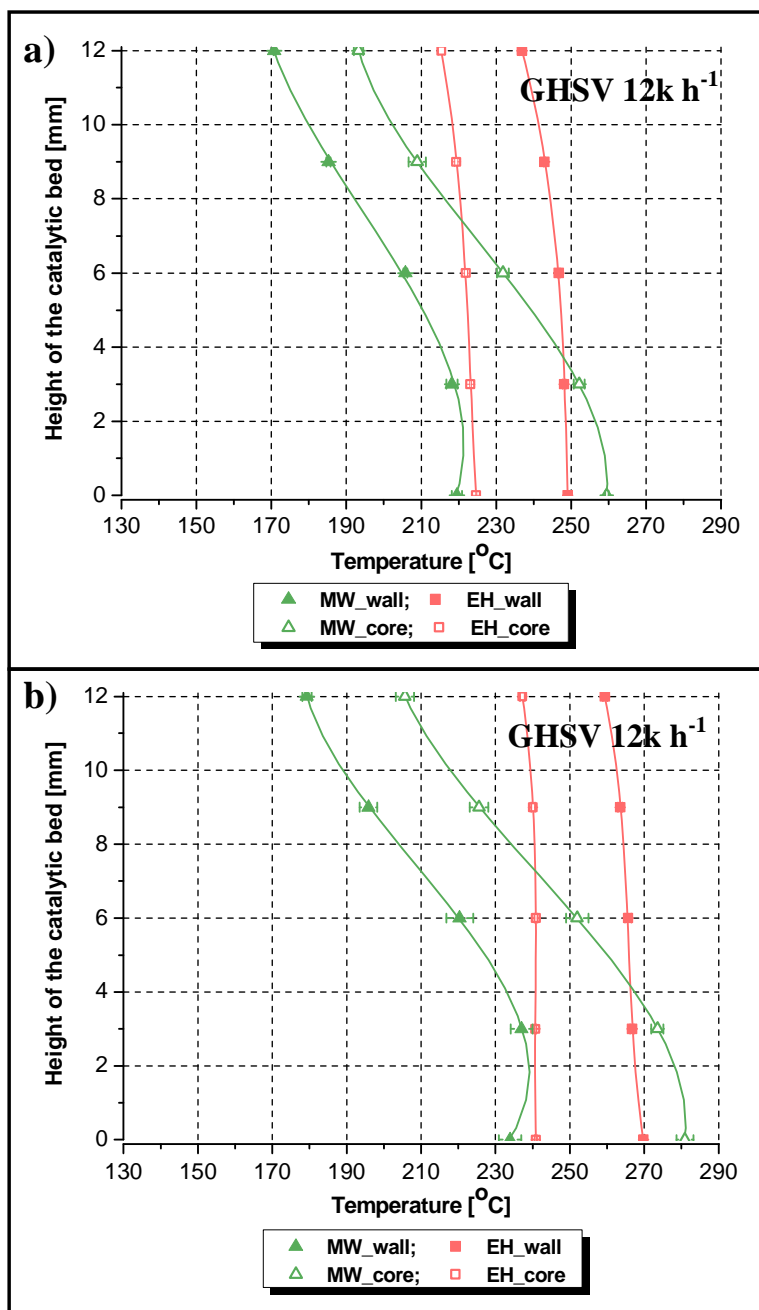 a)
GHSV 12k h⁻¹
12
10
8
6
4
2
0
Height of the catalytic bed [mm]
130 170 190 210 230 250 270 290
Temperature [°C]
MW_wall; EH_wall
MW_core; EH_core
b)
GHSV 12k h⁻¹
12
10
8
6
4
2
0
Height of the catalytic bed [mm]
130 150 170 190 210 230 250 270 290
Temperature [°C]
MW_wall; EH_wall
MW_core; EH_core